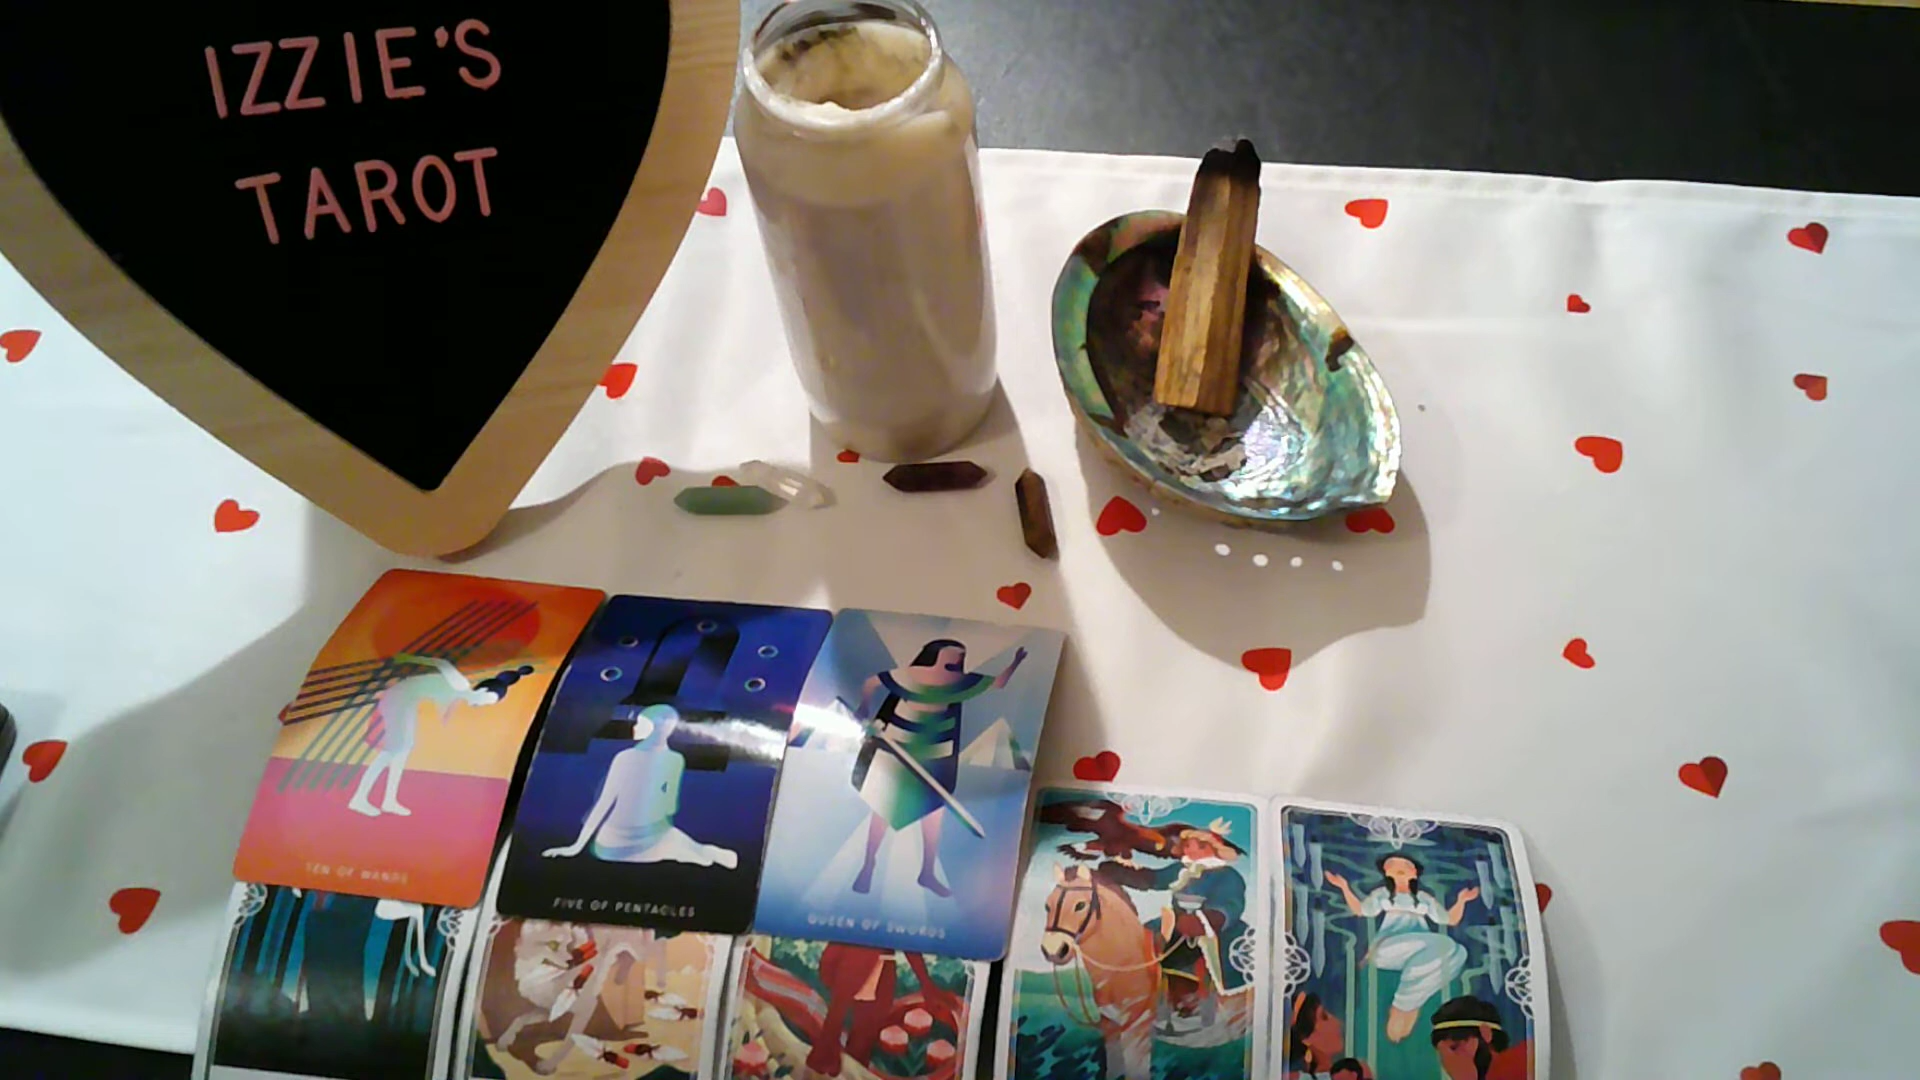 IZZIE'S
TAROT
TEN OF WANDS
FIVE OF PENTACLES
QUEEN OF SWORDS